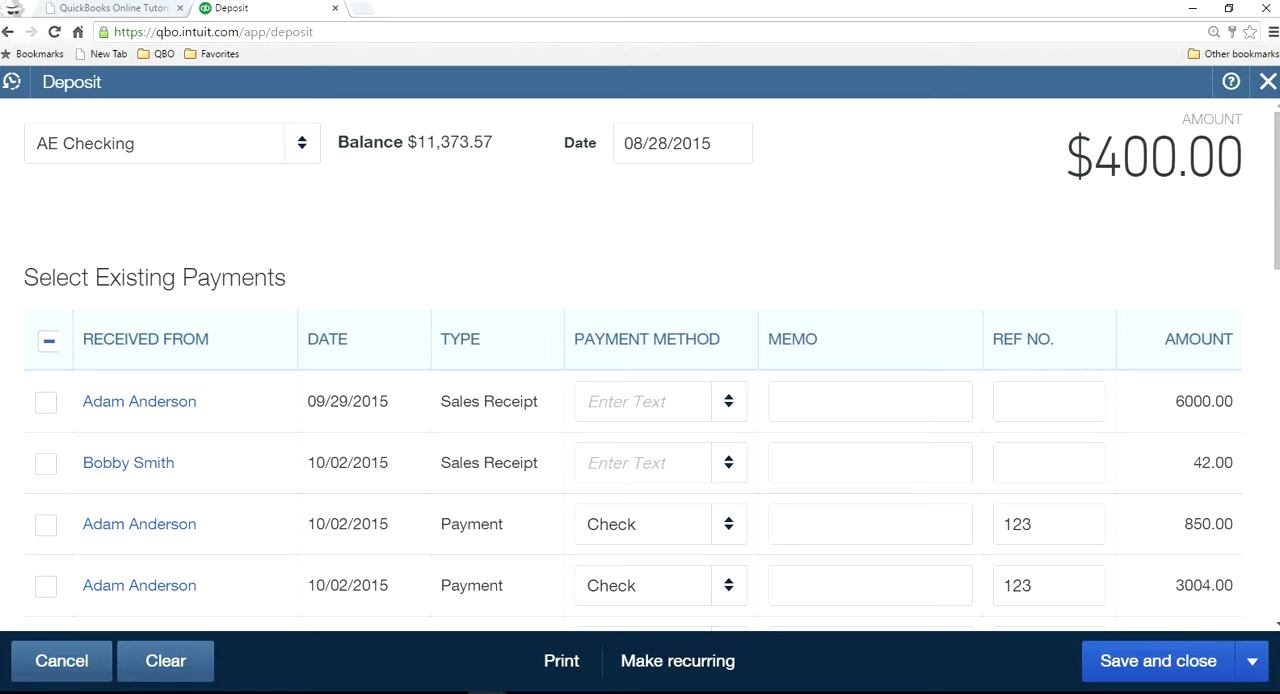 QuickBooks Online Tutori
Deposit
https://qbo.intuit.com/app/deposit
Bookmarks New Tab QBO Favorites Other bookmarks
Deposit
AE Checking Balance $11,373.57 Date 08/28/2015 AMOUNT
$400.00
Select Existing Payments
RECEIVED FROM DATE TYPE PAYMENT METHOD MEMO REF NO. AMOUNT
Adam Anderson 09/29/2015 Sales Receipt Enter Text 6000.00
Bobby Smith 10/02/2015 Sales Receipt Enter Text 42.00
Adam Anderson 10/02/2015 Payment Check 123 850.00
Adam Anderson 10/02/2015 Payment Check 123 3004.00
Cancel Clear Print Make recurring Save and close